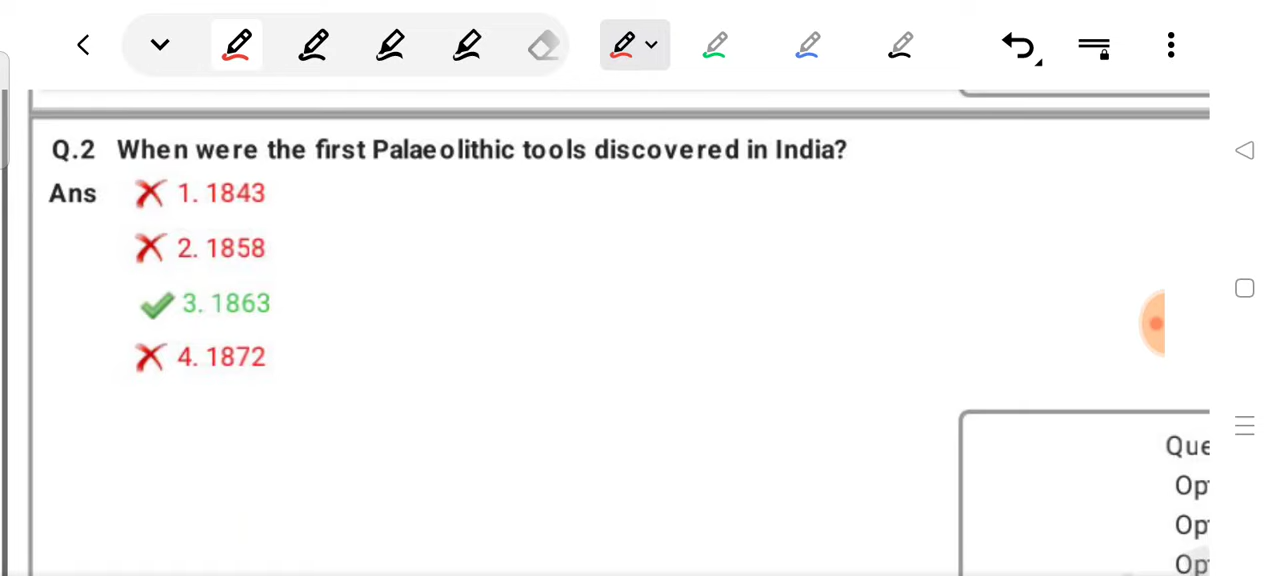 Q.2 When were the first Palaeolithic tools discovered in India?
Ans 1. 1843
2. 1858
3. 1863
4. 1872
Que
Op
Op
Op